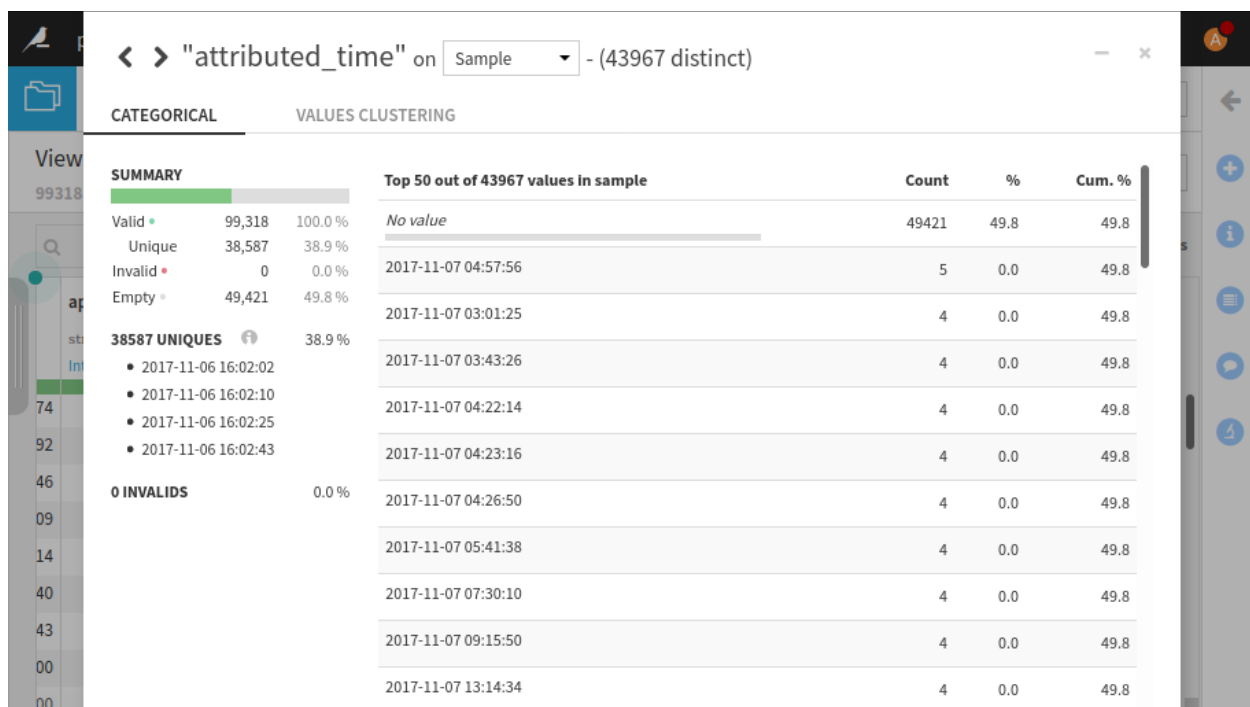 "attributed_time" on Sample - (43967 distinct)
CATEGORICAL VALUES CLUSTERING
View
99318
SUMMARY
Valid 99,318 100.0 %
Unique 38,587 38.9 %
Invalid 0 0.0 %
Empty 49,421 49.8 %
38587 UNIQUES 38.9 %
2017-11-06 16:02:02
2017-11-06 16:02:10
2017-11-06 16:02:25
2017-11-06 16:02:43
0 INVALIDS 0.0 %
Top 50 out of 43967 values in sample Count % Cum. %
No value 49421 49.8 49.8
2017-11-07 04:57:56 5 0.0 49.8
2017-11-07 03:01:25 4 0.0 49.8
2017-11-07 03:43:26 4 0.0 49.8
2017-11-07 04:22:14 4 0.0 49.8
2017-11-07 04:23:16 4 0.0 49.8
2017-11-07 04:26:50 4 0.0 49.8
2017-11-07 05:41:38 4 0.0 49.8
2017-11-07 07:30:10 4 0.0 49.8
2017-11-07 09:15:50 4 0.0 49.8
2017-11-07 13:14:34 4 0.0 49.8
A
74
92
46
09
14
40
43
00
00